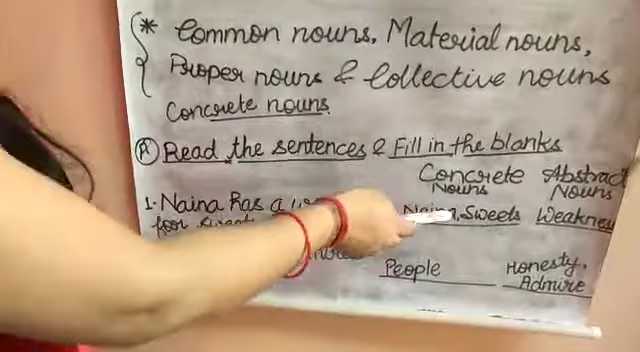 * Common nouns, Material nouns,
Proper nouns & Collective nouns
Concrete nouns.
(A) Read the sentences & Fill in the blanks
Concrete Nouns Abstract Nouns
1. Naina has a
for Naina, Sweets Weakness
People Honesty, Admire